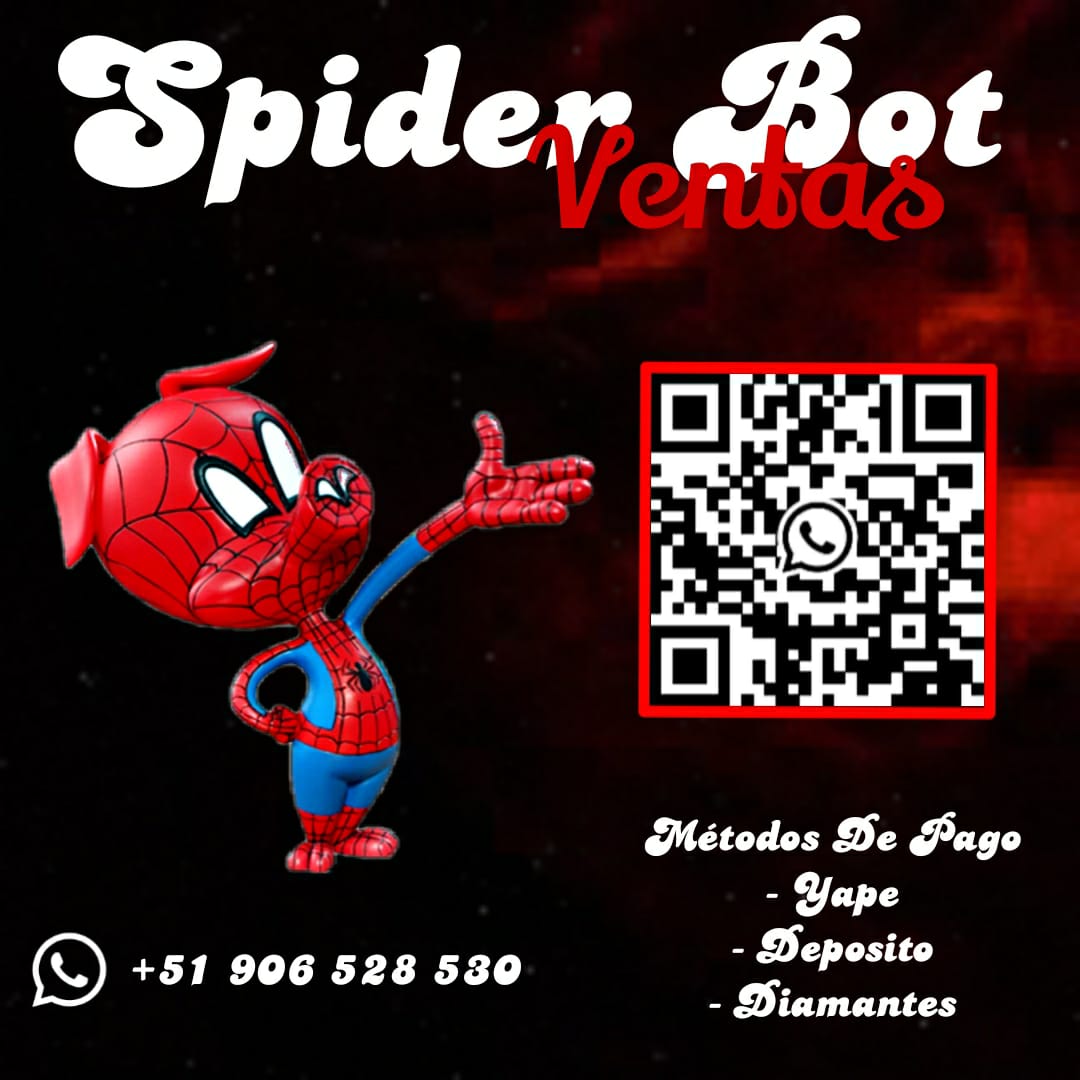 Spider Bot
Ventas
Métodos De Pago
- Yape
- Deposito
- Diamantes
+51 906 528 530